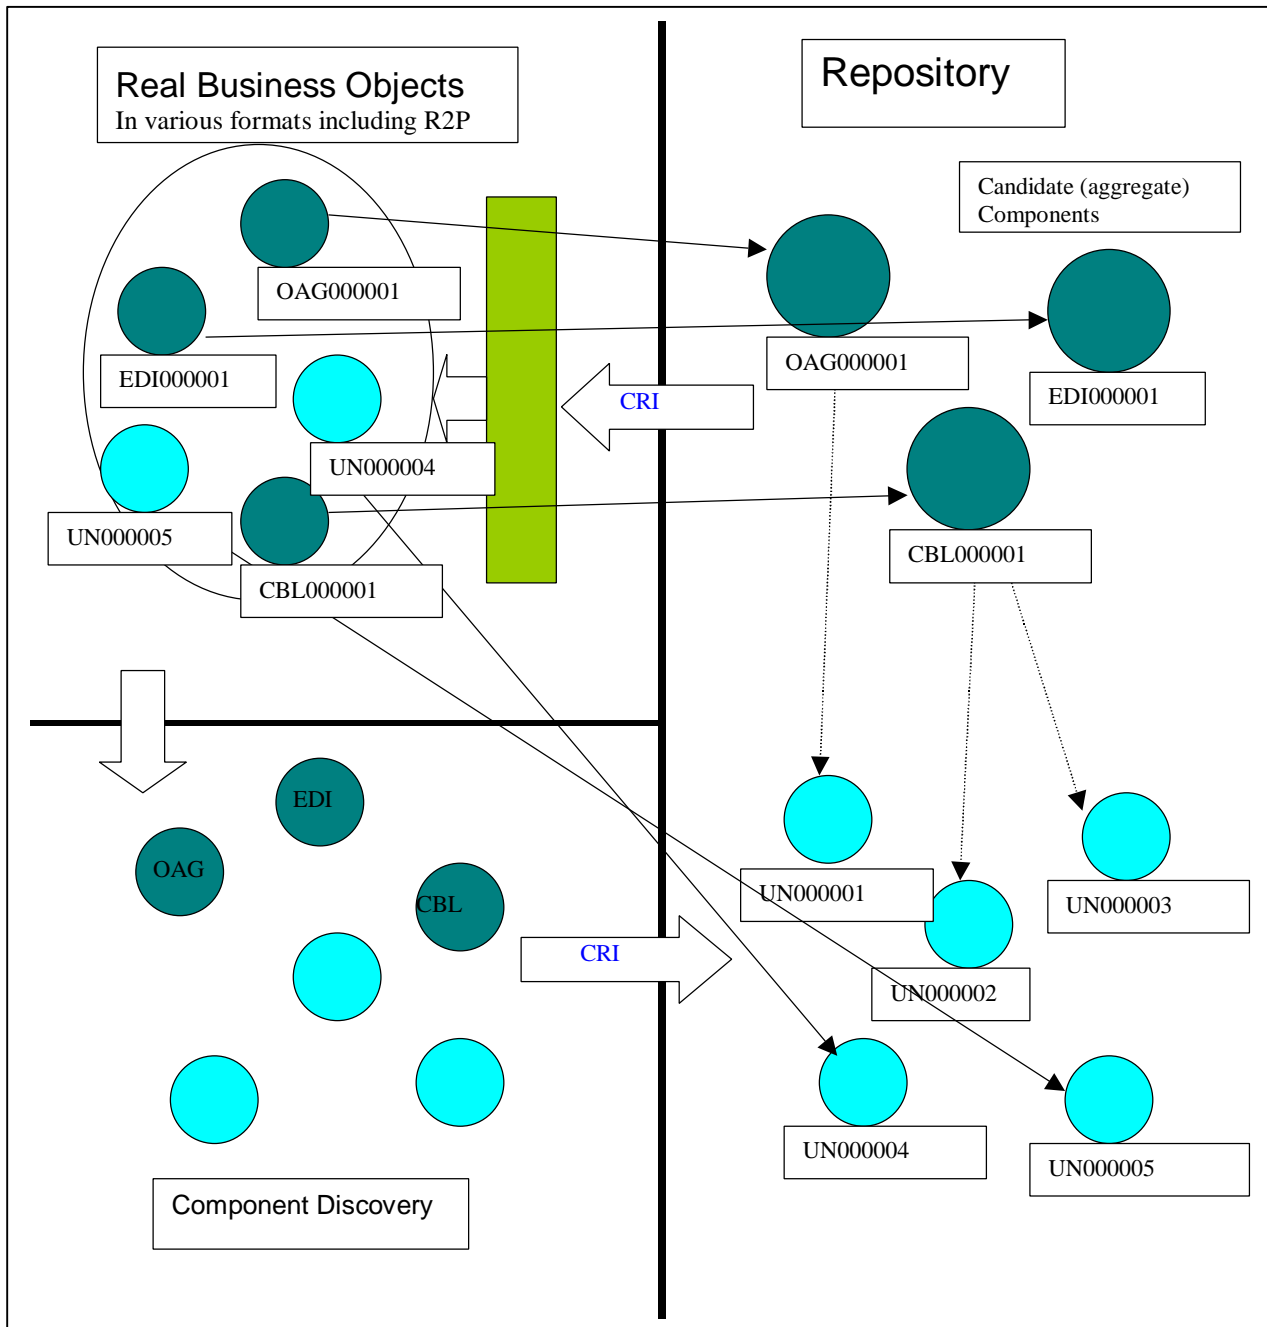 Real Business Objects
In various formats including R2P
Repository
Candidate (aggregate)
Components
OAG000001
EDI000001
UN000004
UN000005
CBL000001
CRI
OAG000001
EDI000001
CBL000001
EDI
OAG
CBL
CRI
UN000001
UN000003
UN000002
UN000004
UN000005
Component Discovery